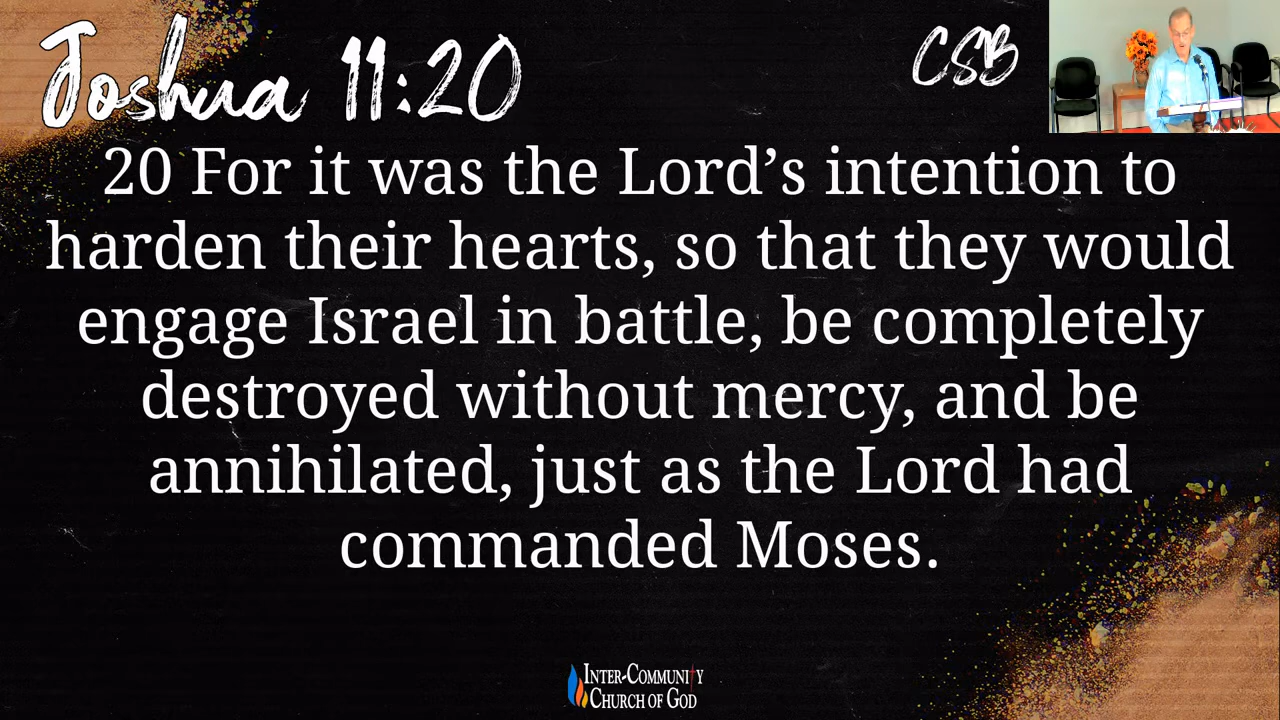 Joshua 11:20
CSB
20 For it was the Lord’s intention to
harden their hearts, so that they would
engage Israel in battle, be completely
destroyed without mercy, and be
annihilated, just as the Lord had
commanded Moses.
Inter-Community
Church of God